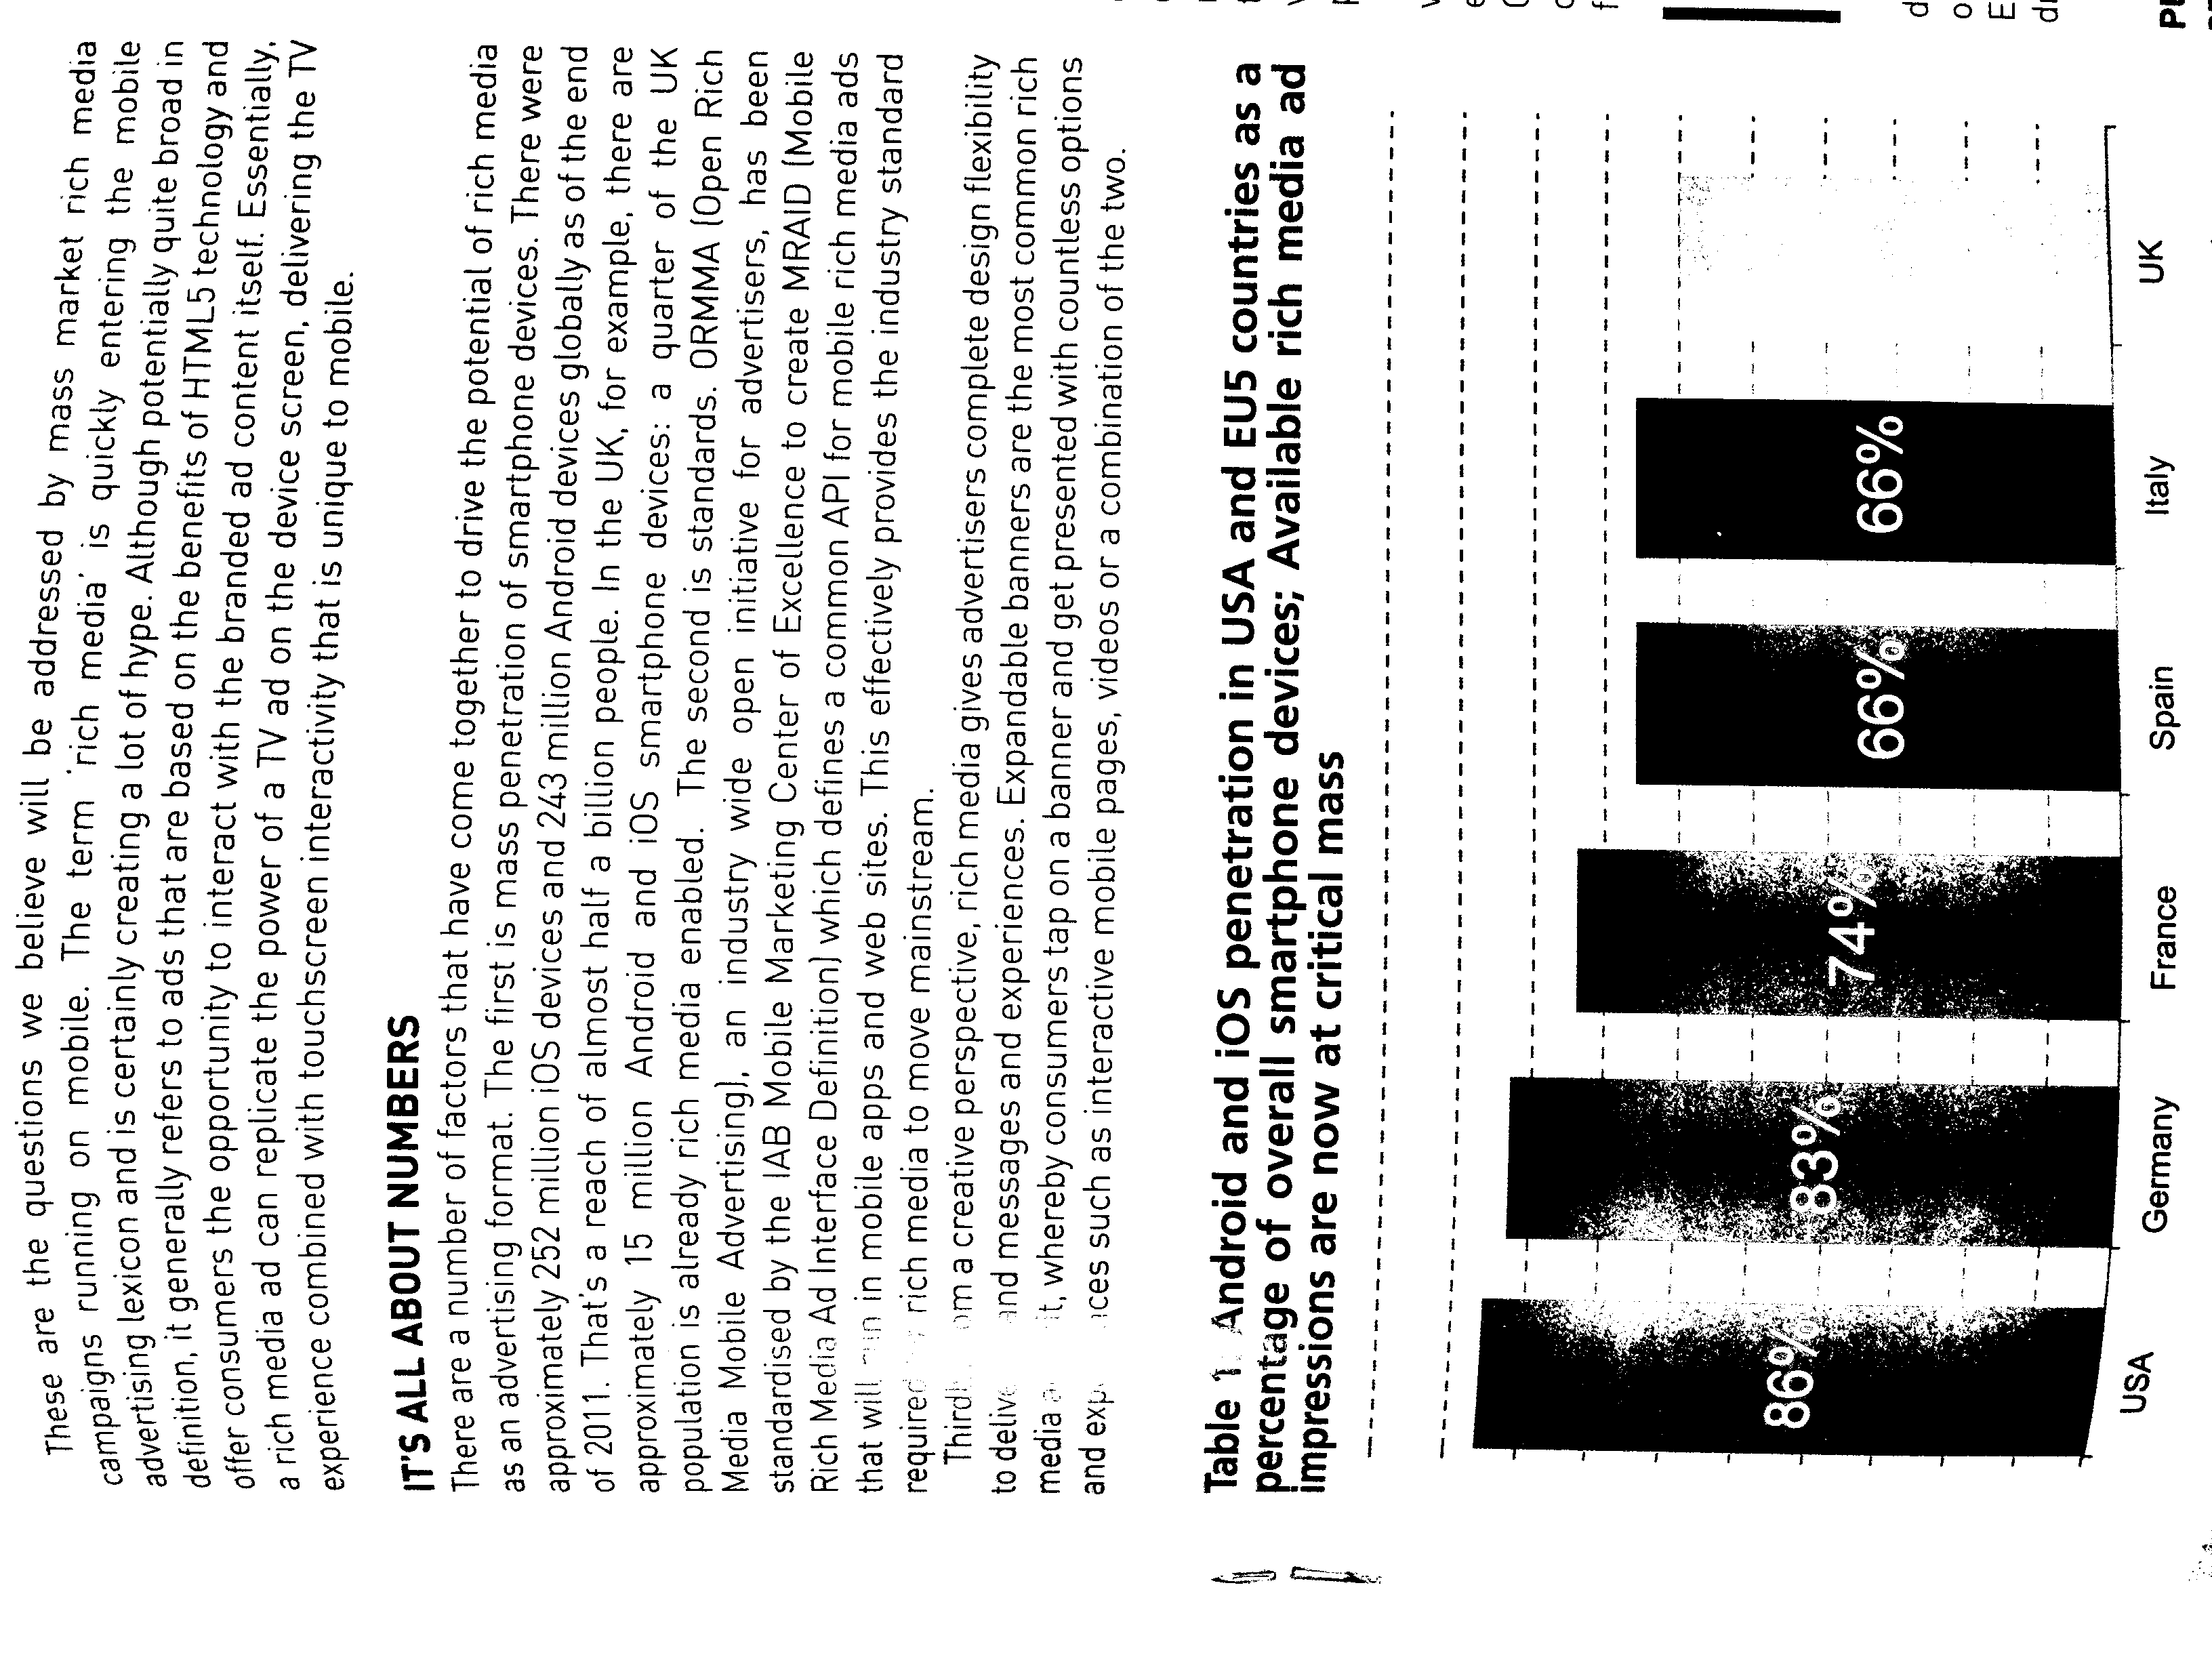 These are the questions we believe will be addressed by mass market rich media
campaigns running on mobile. The term 'rich media' is quickly entering the mobile
advertising lexicon and is certainly creating a lot of hype. Although potentially quite broad in
definition, it generally refers to ads that are based on the benefits of HTML5 technology and
offer consumers the opportunity to interact with the branded ad content itself. Essentially,
a rich media ad can replicate the power of a TV ad on the device screen, delivering the TV
experience combined with touchscreen interactivity that is unique to mobile.
IT'S ALL ABOUT NUMBERS
There are a number of factors that have come together to drive the potential of rich media
as an advertising format. The first is mass penetration of smartphone devices. There were
approximately 252 million iOS devices and 243 million Android devices globally as of the end
of 2011. That's a reach of almost half a billion people. In the UK, for example, there are
approximately 15 million Android and iOS smartphone devices: a quarter of the UK
population is already rich media enabled. The second is standards. ORMMA (Open Rich
Media Mobile Advertising), an industry wide open initiative for advertisers, has been
standardised by the IAB Mobile Marketing Center of Excellence to create MRAID (Mobile
Rich Media Ad Interface Definition) which defines a common API for mobile rich media ads
that will in mobile apps and web sites. This effectively provides the industry standard
required rich media to move mainstream.
a creative perspective, rich media gives advertisers complete design flexibility
to and messages and experiences. Expandable banners are the most common rich
media whereby consumers tap on a banner and get presented with countless options
and such as interactive mobile pages, videos or a combination of the two.
Table 1 Android and iOS penetration in USA and EU5 countries as a
percentage of overall smartphone devices; Available rich media ad
impressions are now at critical mass
86% 83% 74% 66% 66%
USA Germany France Spain Italy UK